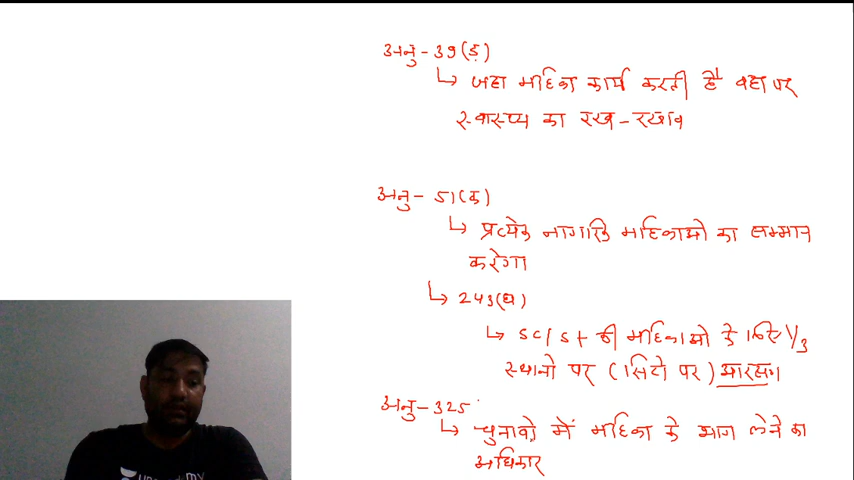 अनु-39(ड़)
↳ जहा महिला कार्य करती है वहा पर
स्वास्थ्य का रख-रखाव
अनु- 51(क)
↳ प्रत्येक नागरिक महिलाओ का सम्मान
करेगा
↳ 243(घ)
↳ SC/St की महिलाओ के लिए 1/3
स्थानो पर (सिटो पर) आरक्षण
अनु-325
↳ चुनावो में महिला के भाग लेने का
अधिकार